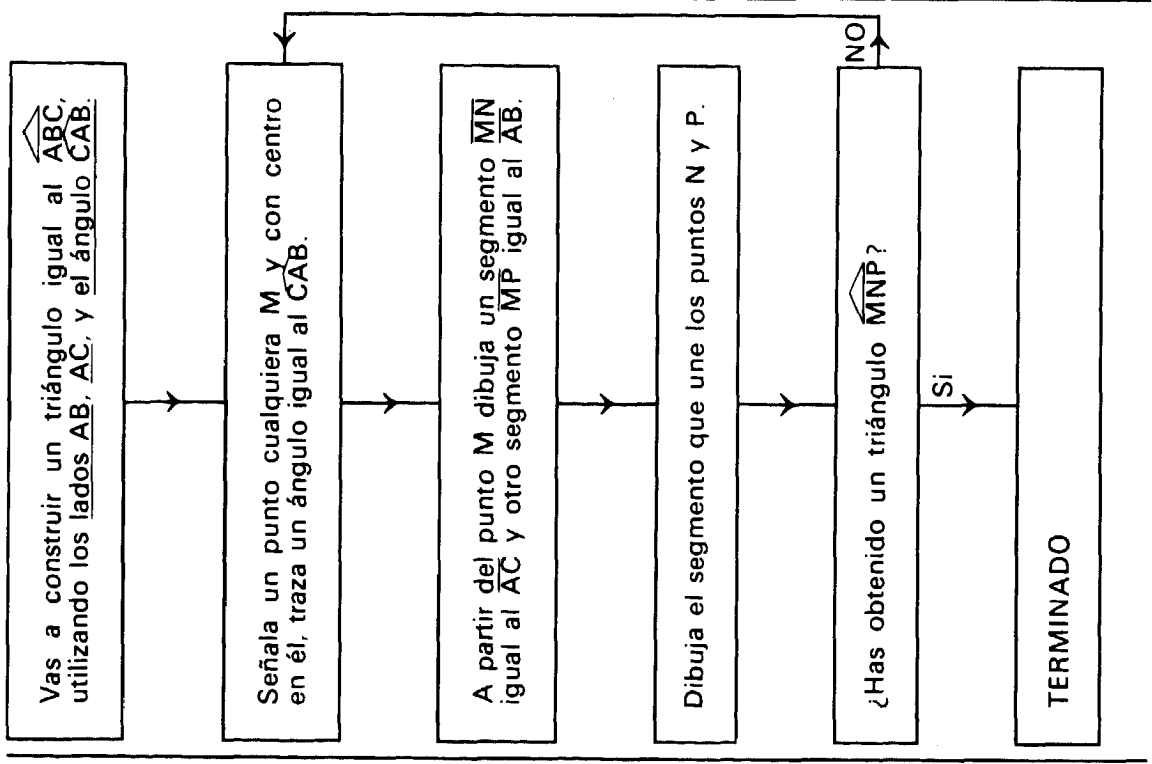 Vas a construir un triángulo igual al ABC,
utilizando los lados AB, AC, y el ángulo CAB.
Señala un punto cualquiera M y con centro
en él, traza un ángulo igual al CAB.
A partir del punto M dibuja un segmento MN
igual al AC y otro segmento MP igual al AB.
Dibuja el segmento que une los puntos N y P.
¿Has obtenido un triángulo MNP?
NO
Si
TERMINADO